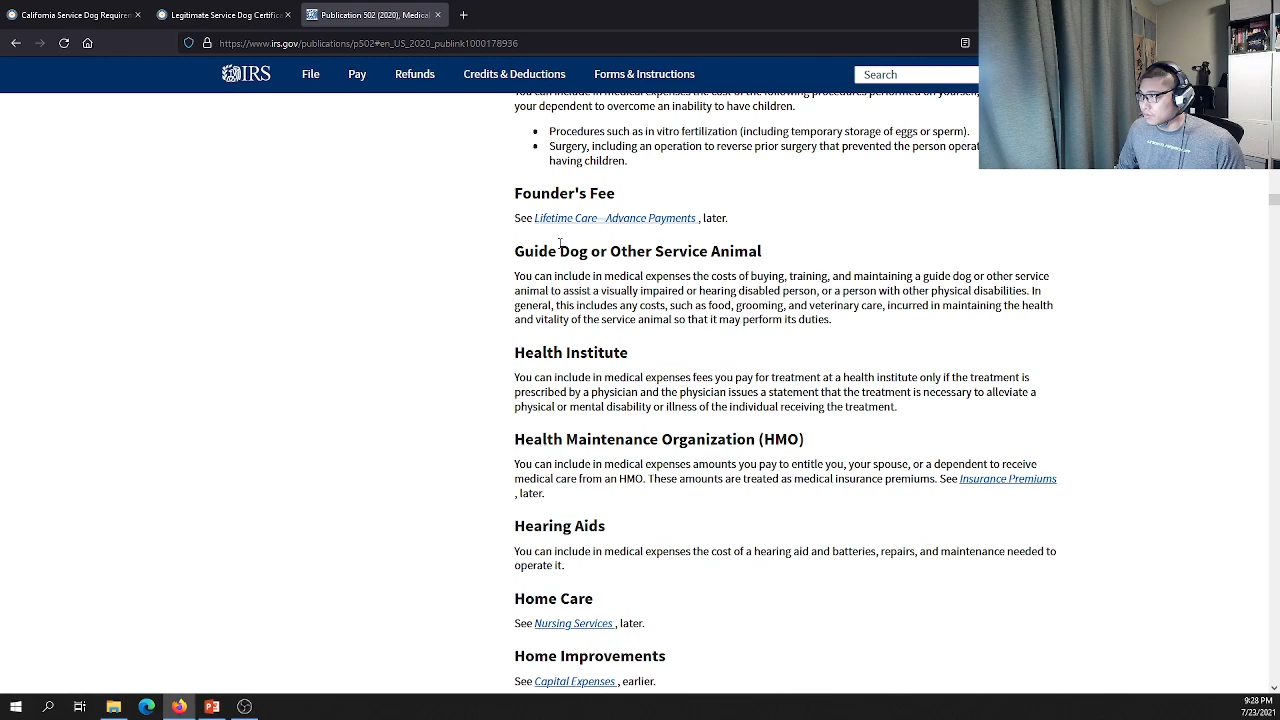 California Service Dog Requirem
Legitimate Service Dog Certifica
Publication 502 (2020), Medical
https://www.irs.gov/publications/p502#en_US_2020_publink1000178936
IRS
File
Pay
Refunds
Credits & Deductions
Forms & Instructions
Search
You can include in medical expenses the cost of the following procedures performed on yourself,
your dependent to overcome an inability to have children.
• Procedures such as in vitro fertilization (including temporary storage of eggs or sperm).
• Surgery, including an operation to reverse prior surgery that prevented the person operat
having children.
Founder's Fee
See Lifetime Care—Advance Payments , later.
Guide Dog or Other Service Animal
You can include in medical expenses the costs of buying, training, and maintaining a guide dog or other service
animal to assist a visually impaired or hearing disabled person, or a person with other physical disabilities. In
general, this includes any costs, such as food, grooming, and veterinary care, incurred in maintaining the health
and vitality of the service animal so that it may perform its duties.
Health Institute
You can include in medical expenses fees you pay for treatment at a health institute only if the treatment is
prescribed by a physician and the physician issues a statement that the treatment is necessary to alleviate a
physical or mental disability or illness of the individual receiving the treatment.
Health Maintenance Organization (HMO)
You can include in medical expenses amounts you pay to entitle you, your spouse, or a dependent to receive
medical care from an HMO. These amounts are treated as medical insurance premiums. See Insurance Premiums
, later.
Hearing Aids
You can include in medical expenses the cost of a hearing aid and batteries, repairs, and maintenance needed to
operate it.
Home Care
See Nursing Services , later.
Home Improvements
See Capital Expenses , earlier.
9:28 PM
7/23/2021